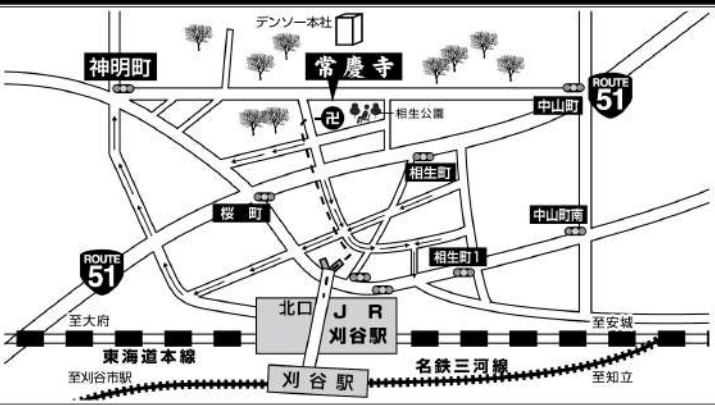 デンソー本社
神明町
常慶寺
ROUTE
51
中山町
卍
相生公園
相生町
桜町
中山町南
相生町1
ROUTE
51
北口
JR
刈谷駅
至大府
至安城
東海道本線
名鉄三河線
至刈谷市駅
刈谷駅
至知立